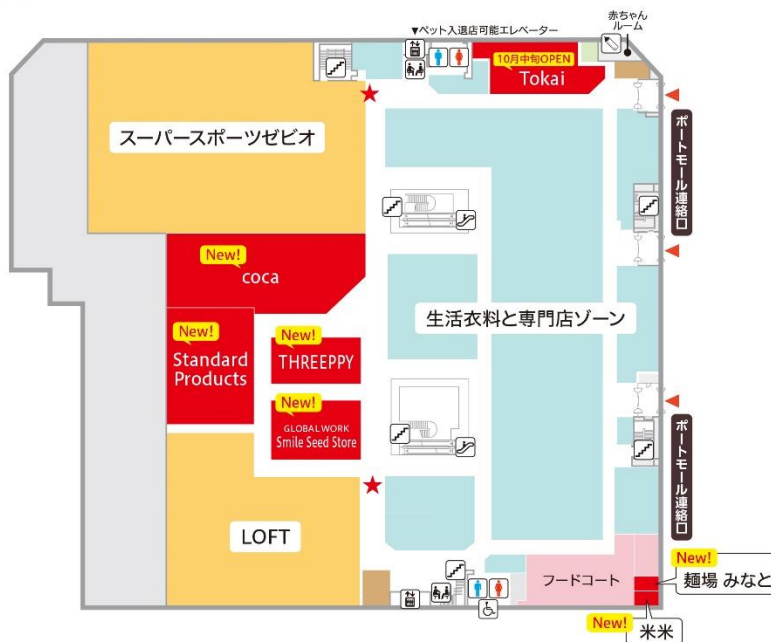 ▼ペット入退店可能エレベーター
赤ちゃん
ルーム
10月中旬OPEN
Tokai
スーパースポーツゼビオ
ポートモール連絡口
New!
coca
生活衣料と専門店ゾーン
New!
Standard
Products
New!
THREEPPY
New!
GLOBAL WORK
Smile Seed Store
ポートモール連絡口
LOFT
フードコート
New!
麺場 みなと
New!
米米